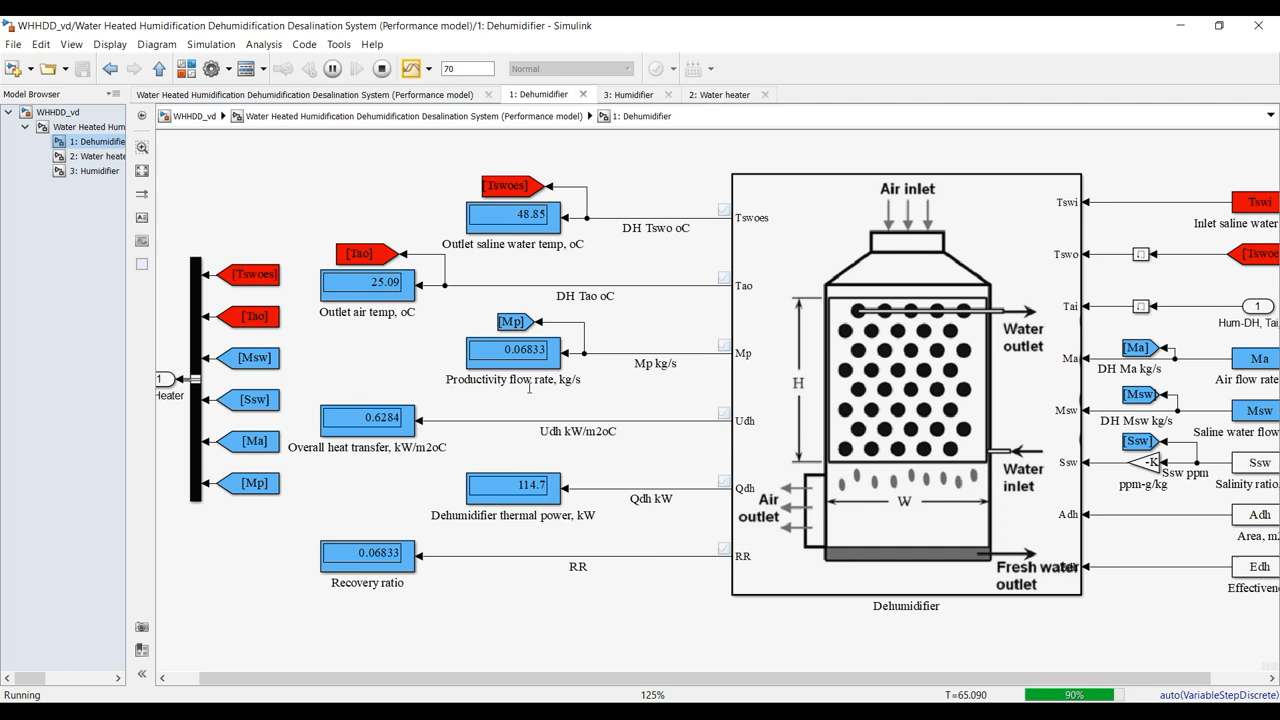 WHHDD_vd/Water Heated Humidification Dehumidification Desalination System (Performance model)/1: Dehumidifier - Simulink
File Edit View Display Diagram Simulation Analysis Code Tools Help
70
Normal
Model Browser
Water Heated Humidification Dehumidification Desalination System (Performance model)
1: Dehumidifier
3: Humidifier
2: Water heater
WHHDD_vd
Water Heated Hum
1: Dehumidifie
2: Water heate
3: Humidifier
WHHDD_vd
Water Heated Humidification Dehumidification Desalination System (Performance model)
1: Dehumidifier
[Tswoes]
48.85
Outlet saline water temp, oC
DH Tswo oC
Tswoes
[Tao]
25.09
Outlet air temp, oC
DH Tao oC
Tao
[Mp]
0.06833
Productivity flow rate, kg/s
Mp kg/s
Mp
0.6284
Overall heat transfer, kW/m2oC
Udh kW/m2oC
Udh
114.7
Dehumidifier thermal power, kW
Qdh kW
Qdh
0.06833
Recovery ratio
RR
RR
[Tswoes]
[Tao]
[Msw]
[Ssw]
[Ma]
[Mp]
1
Heater
Air inlet
Water
outlet
H
Water
inlet
W
Air
outlet
Fresh water
outlet
Dehumidifier
Tswi
Tswi
Inlet saline water
Tswo
[Tswoe
Tai
1
Hum-DH, Tai,
Ma
[Ma]
DH Ma kg/s
Ma
Air flow rate
Msw
[Msw]
DH Msw kg/s
Msw
Saline water flow
Ssw
[Ssw]
-K
Ssw ppm
ppm-g/kg
Ssw
Salinity ratio,
Adh
Adh
Area, m2
Edh
Effectiven
Running
125%
T=65.090
90%
auto(VariableStepDiscrete)